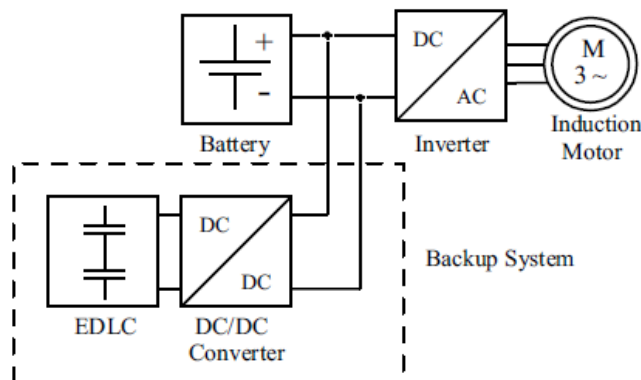 +
-
Battery
DC
AC
Inverter
M
3 ~
Induction
Motor
DC
DC
EDLC
DC/DC
Converter
Backup System